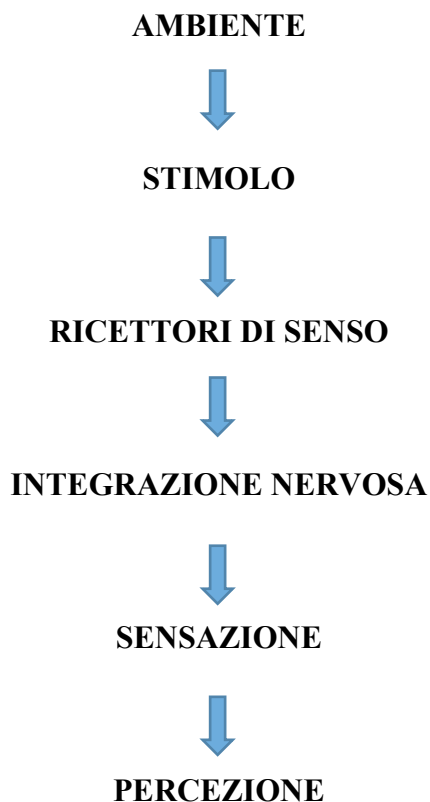 AMBIENTE
STIMOLO
RICETTORI DI SENSO
INTEGRAZIONE NERVOSA
SENSAZIONE
PERCEZIONE